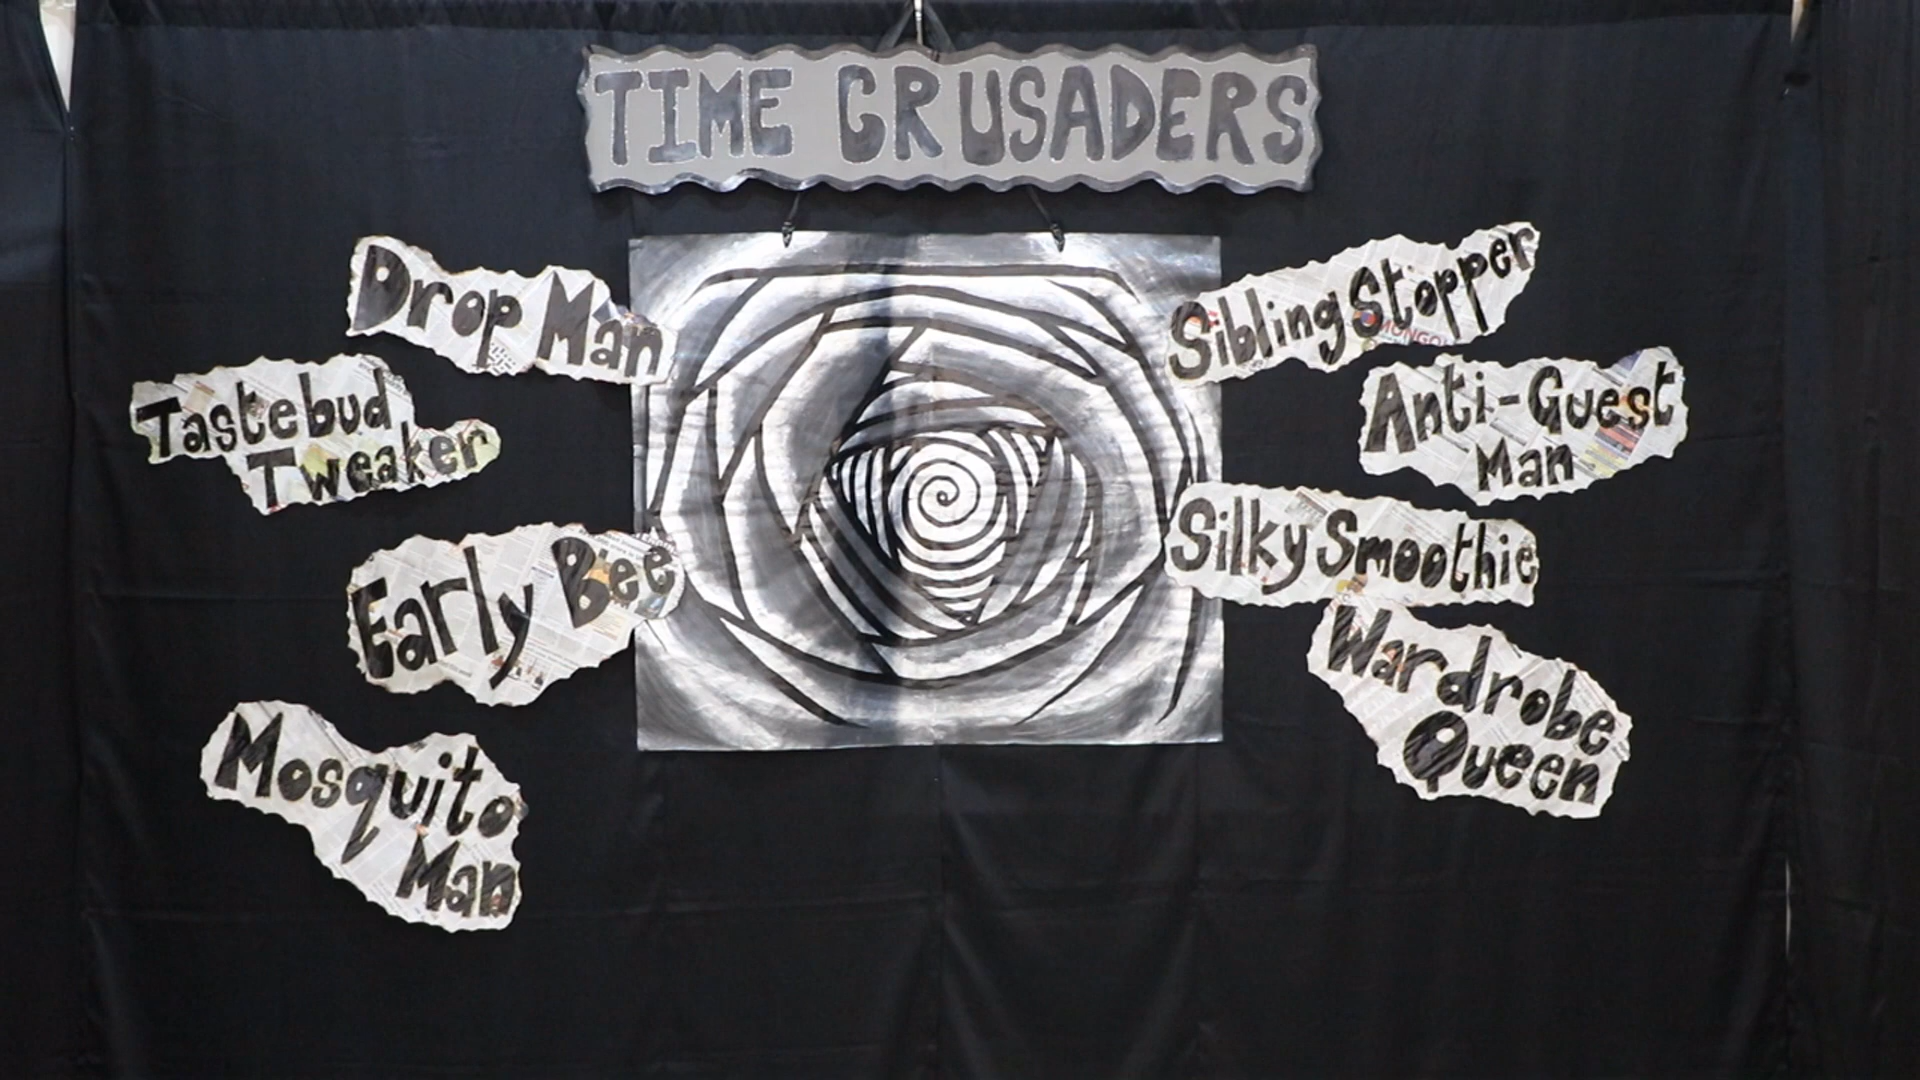 TIME CRUSADERS
Drop Man
Tastebud
Tweaker
Early Bee
Mosquito
Man
Sibling Stopper
Anti-Guest
Man
Silky Smoothie
Wardrobe
Queen